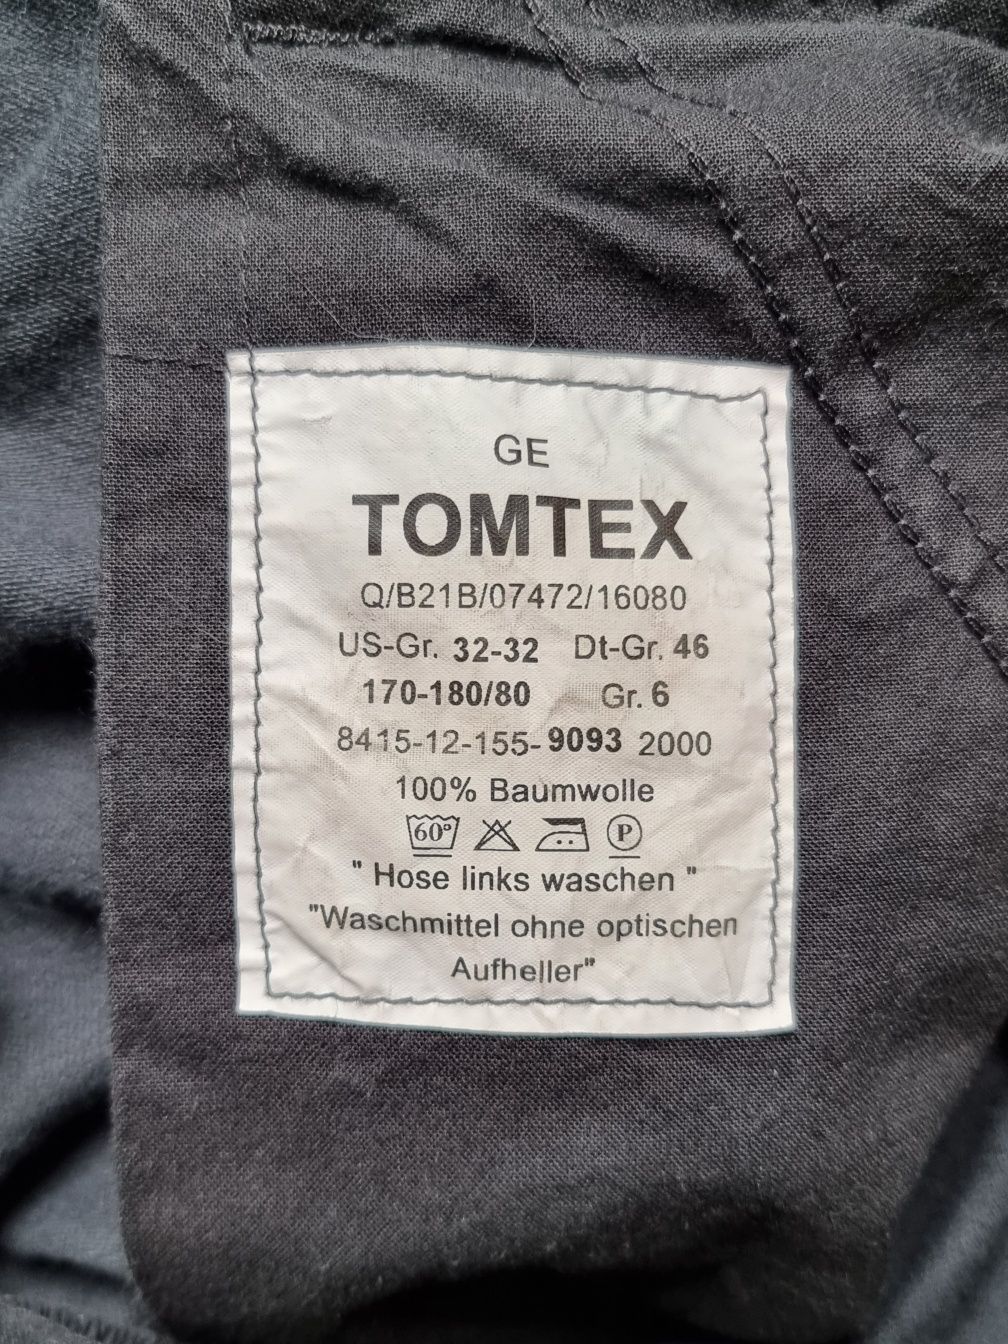 GE
TOMTEX
Q/B21B/07472/16080
US-Gr. 32-32 Dt-Gr. 46
170-180/80 Gr. 6
8415-12-155-9093 2000
100% Baumwolle
60° P
" Hose links waschen "
"Waschmittel ohne optischen
Aufheller"